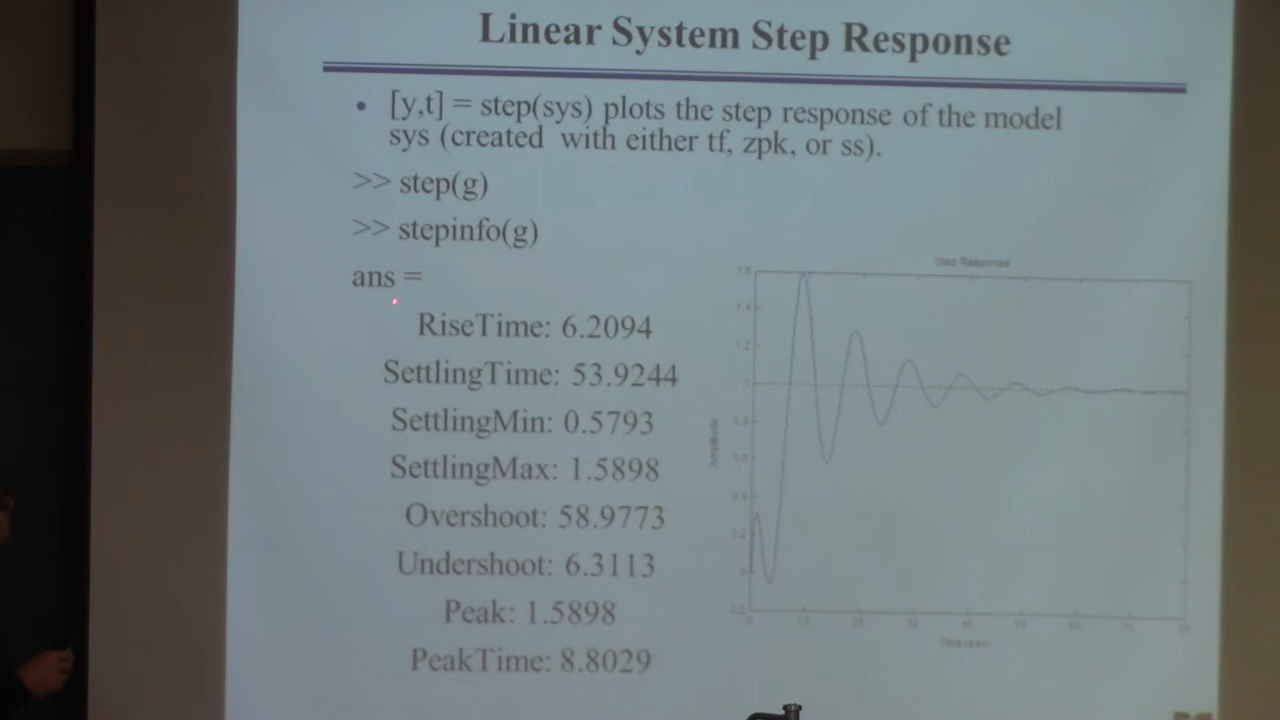 Linear System Step Response
• [y,t] = step(sys) plots the step response of the model
sys (created with either tf, zpk, or ss).
>> step(g)
>> stepinfo(g)
ans =
RiseTime: 6.2094
SettlingTime: 53.9244
SettlingMin: 0.5793
SettlingMax: 1.5898
Overshoot: 58.9773
Undershoot: 6.3113
Peak: 1.5898
PeakTime: 8.8029
Step Response
Amplitude